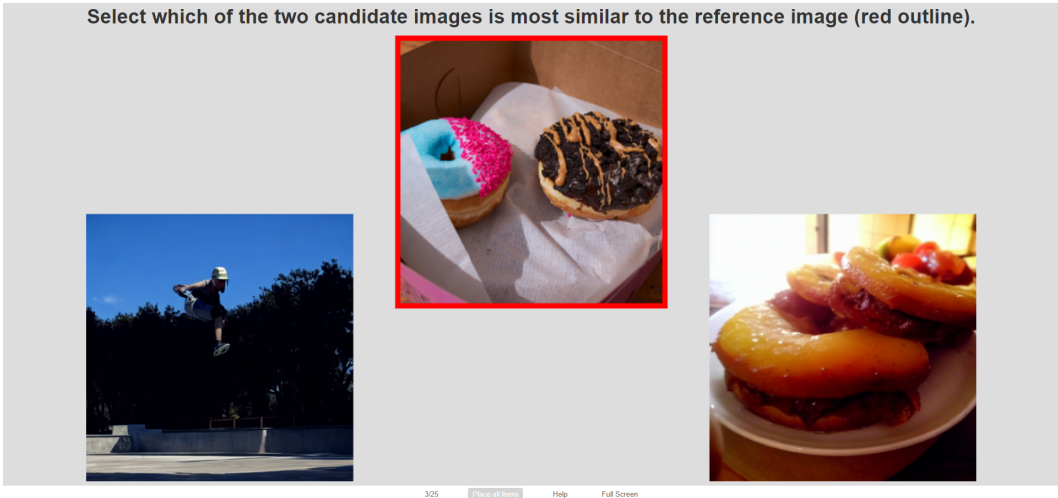 Select which of the two candidate images is most similar to the reference image (red outline).
3/25
Place all items
Help
Full Screen